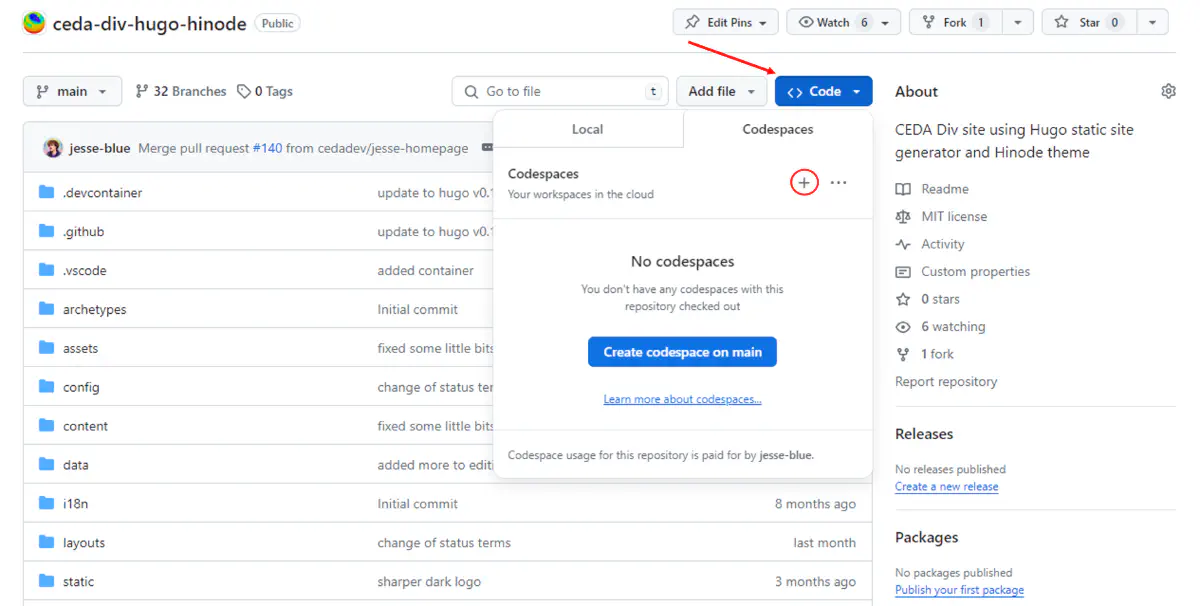 ceda-div-hugo-hinode Public
Edit Pins Watch 6 Fork 1 Star 0
main 32 Branches 0 Tags Go to file t Add file Code
jesse-blue Merge pull request #140 from cedadev/jesse-homepage
.devcontainer update to hugo v0.1
.github update to hugo v0.1
.vscode added container
archetypes Initial commit
assets fixed some little bits
config change of status ter
content fixed some little bits
data added more to editi
i18n Initial commit 8 months ago
layouts change of status terms last month
static sharper dark logo 3 months ago
Local Codespaces
Codespaces
Your workspaces in the cloud
No codespaces
You don't have any codespaces with this
repository checked out
Create codespace on main
Learn more about codespaces...
Codespace usage for this repository is paid for by jesse-blue.
About
CEDA Div site using Hugo static site
generator and Hinode theme
Readme
MIT license
Activity
Custom properties
0 stars
6 watching
1 fork
Report repository
Releases
No releases published
Create a new release
Packages
No packages published
Publish your first package